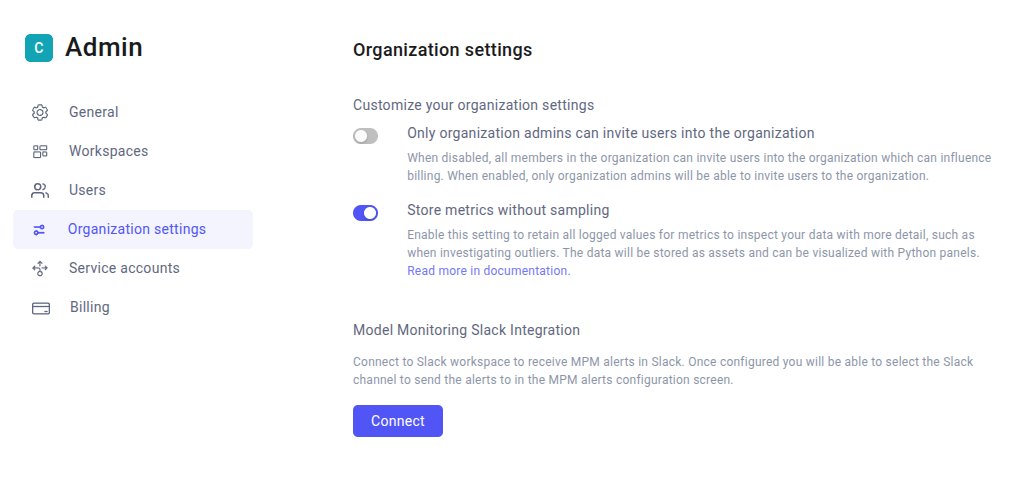 C Admin
General
Workspaces
Users
Organization settings
Service accounts
Billing
Organization settings
Customize your organization settings
Only organization admins can invite users into the organization
When disabled, all members in the organization can invite users into the organization which can influence
billing. When enabled, only organization admins will be able to invite users to the organization.
Store metrics without sampling
Enable this setting to retain all logged values for metrics to inspect your data with more detail, such as
when investigating outliers. The data will be stored as assets and can be visualized with Python panels.
Read more in documentation.
Model Monitoring Slack Integration
Connect to Slack workspace to receive MPM alerts in Slack. Once configured you will be able to select the Slack
channel to send the alerts to in the MPM alerts configuration screen.
Connect